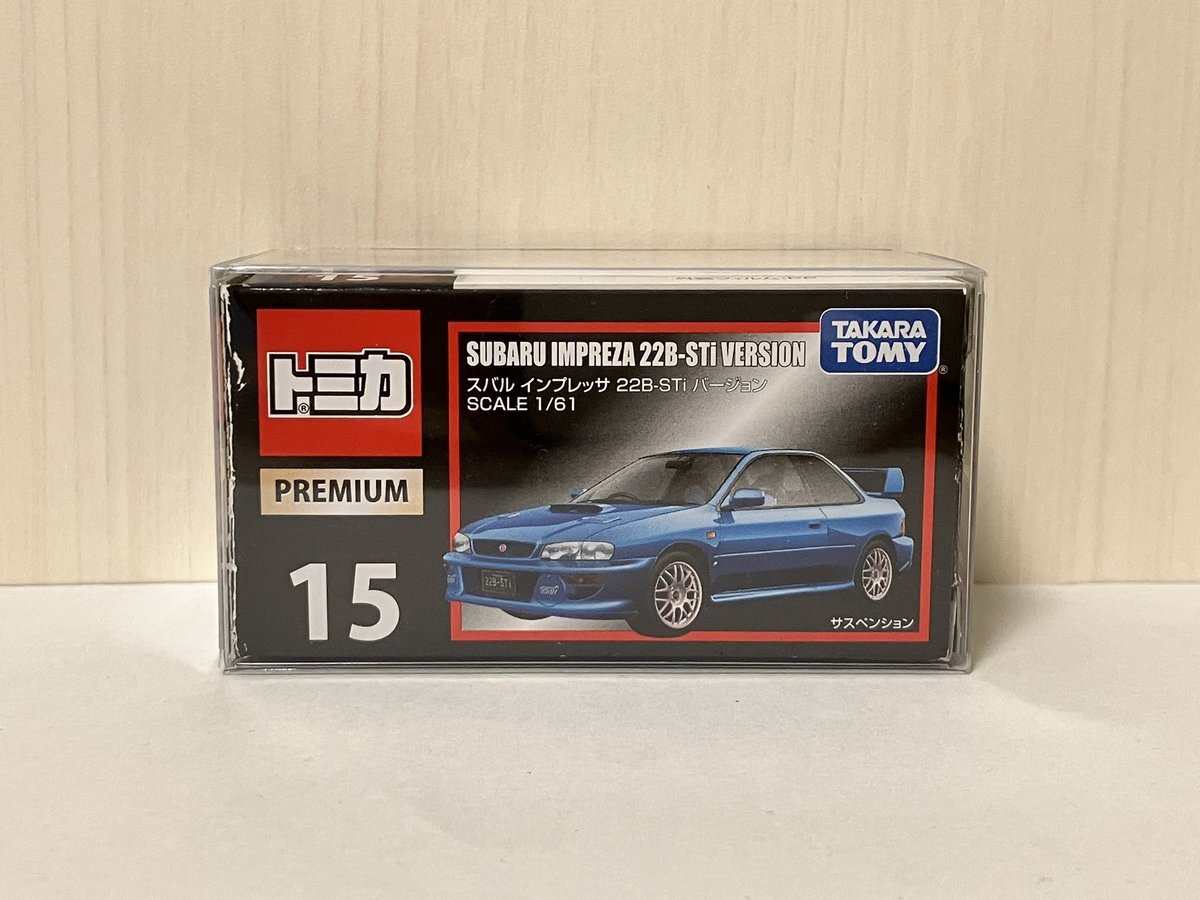 15
トミカ
®
PREMIUM
15
SUBARU IMPREZA 22B-STi VERSION
スバル インプレッサ 22B-STi バージョン
SCALE 1/61
TAKARA
TOMY
®
22B-STi
サスペンション